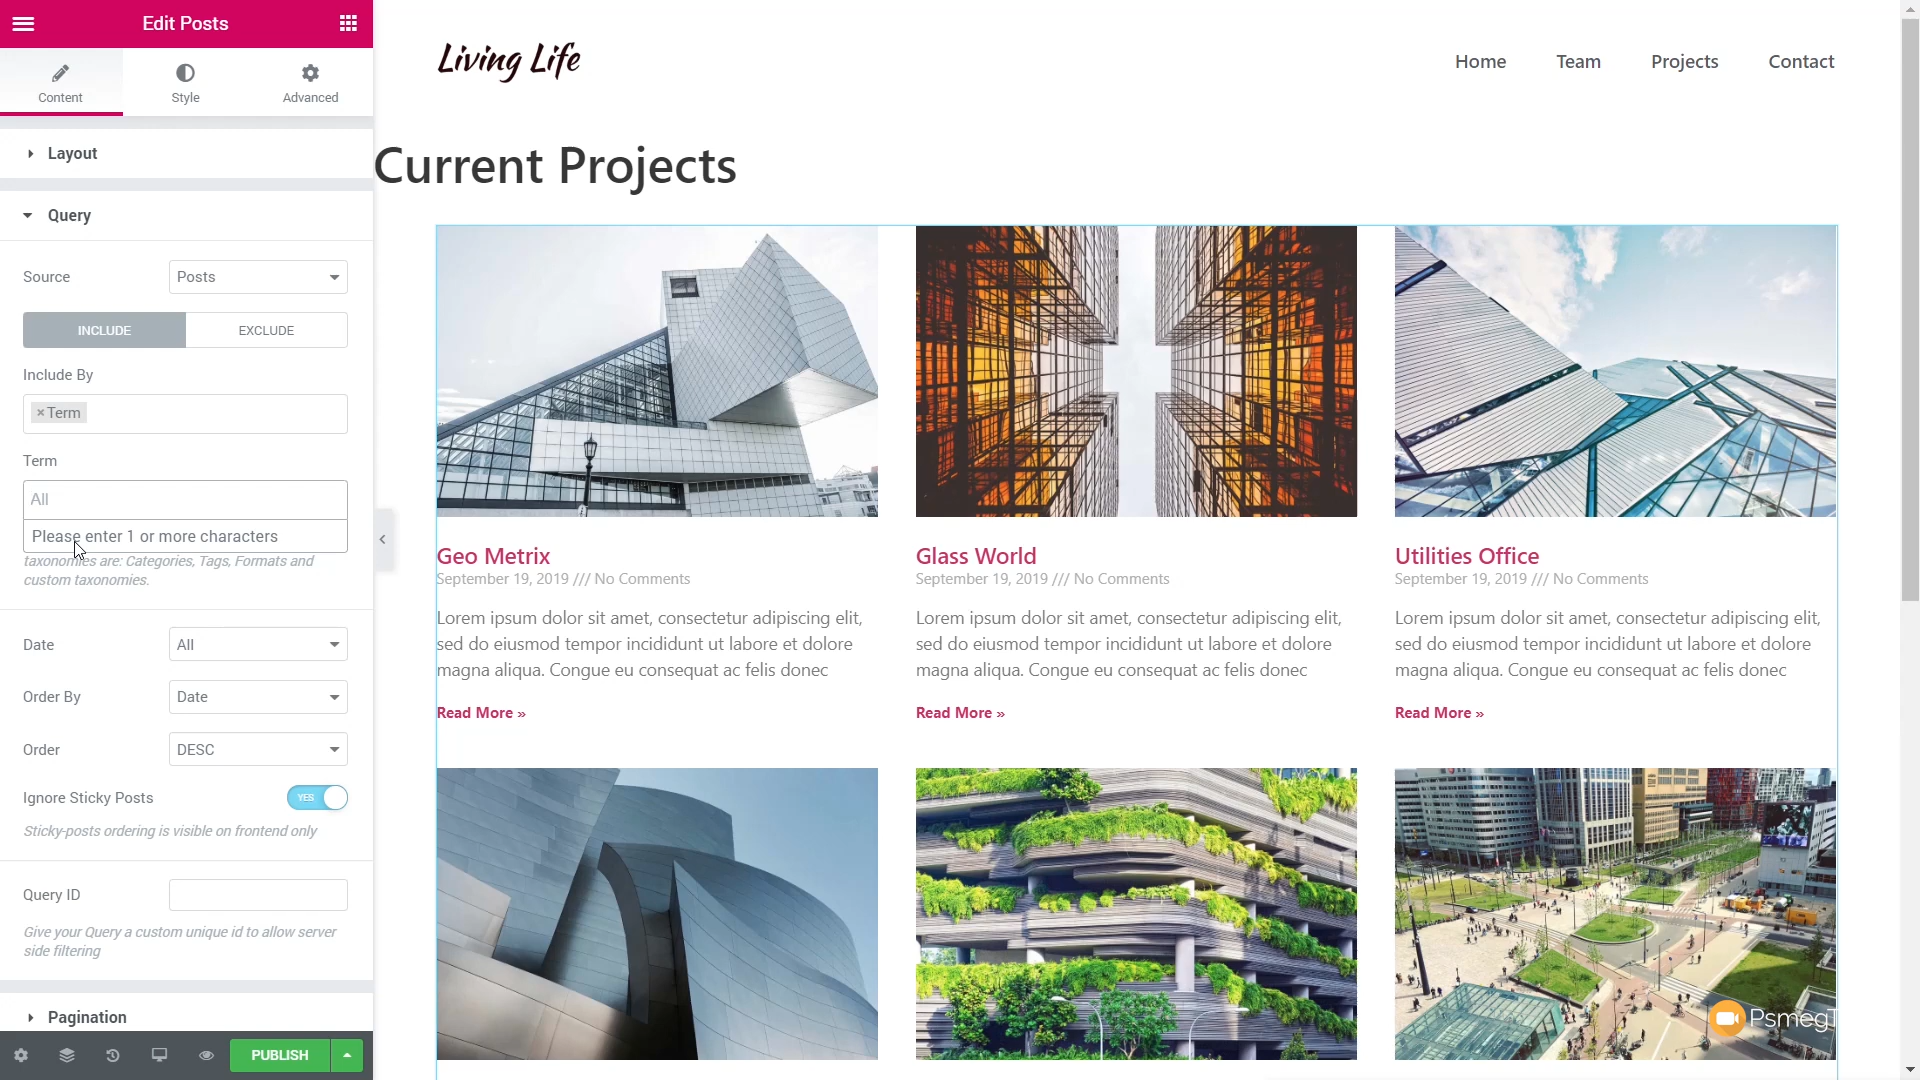 Edit Posts
Content
Style
Advanced
Layout
Query
Source
Posts
INCLUDE
EXCLUDE
Include By
×Term
Term
All
Please enter 1 or more characters
taxonomies are: Categories, Tags, Formats and
custom taxonomies.
Date
All
Order By
Date
Order
DESC
Ignore Sticky Posts
YES
Sticky-posts ordering is visible on frontend only
Query ID
Give your Query a custom unique id to allow server
side filtering
Pagination
PUBLISH
Living Life
Home
Team
Projects
Contact
Current Projects
Geo Metrix
September 19, 2019 /// No Comments
Lorem ipsum dolor sit amet, consectetur adipiscing elit,
sed do eiusmod tempor incididunt ut labore et dolore
magna aliqua. Congue eu consequat ac felis donec
Read More »
Glass World
September 19, 2019 /// No Comments
Lorem ipsum dolor sit amet, consectetur adipiscing elit,
sed do eiusmod tempor incididunt ut labore et dolore
magna aliqua. Congue eu consequat ac felis donec
Read More »
Utilities Office
September 19, 2019 /// No Comments
Lorem ipsum dolor sit amet, consectetur adipiscing elit,
sed do eiusmod tempor incididunt ut labore et dolore
magna aliqua. Congue eu consequat ac felis donec
Read More »
PsmegT